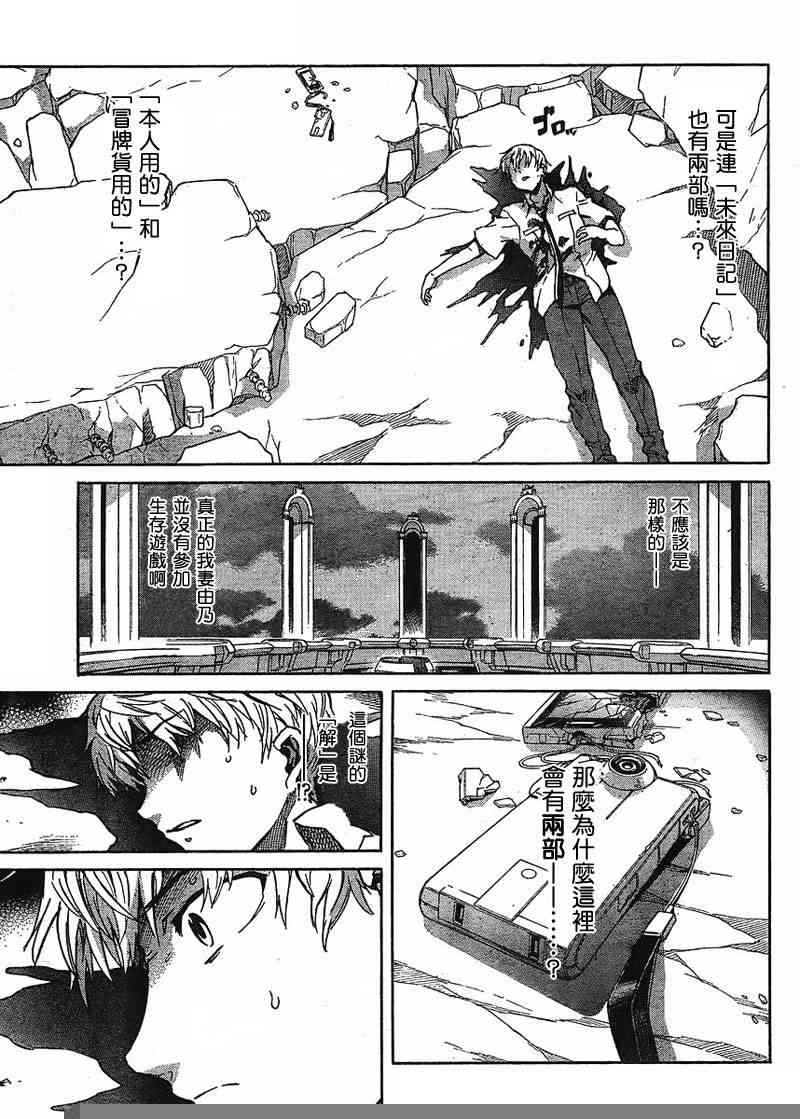 可是連「未來日記」
也有兩部嗎…?
ゴロ
「本人用的」和
「冒牌貨用的」…?
不應該是
那樣的——
真正的我妻由乃
並沒有參加
生存遊戲啊
那麼為什麼這裡
會有兩部——……?
這個謎的
「解」是
——!?